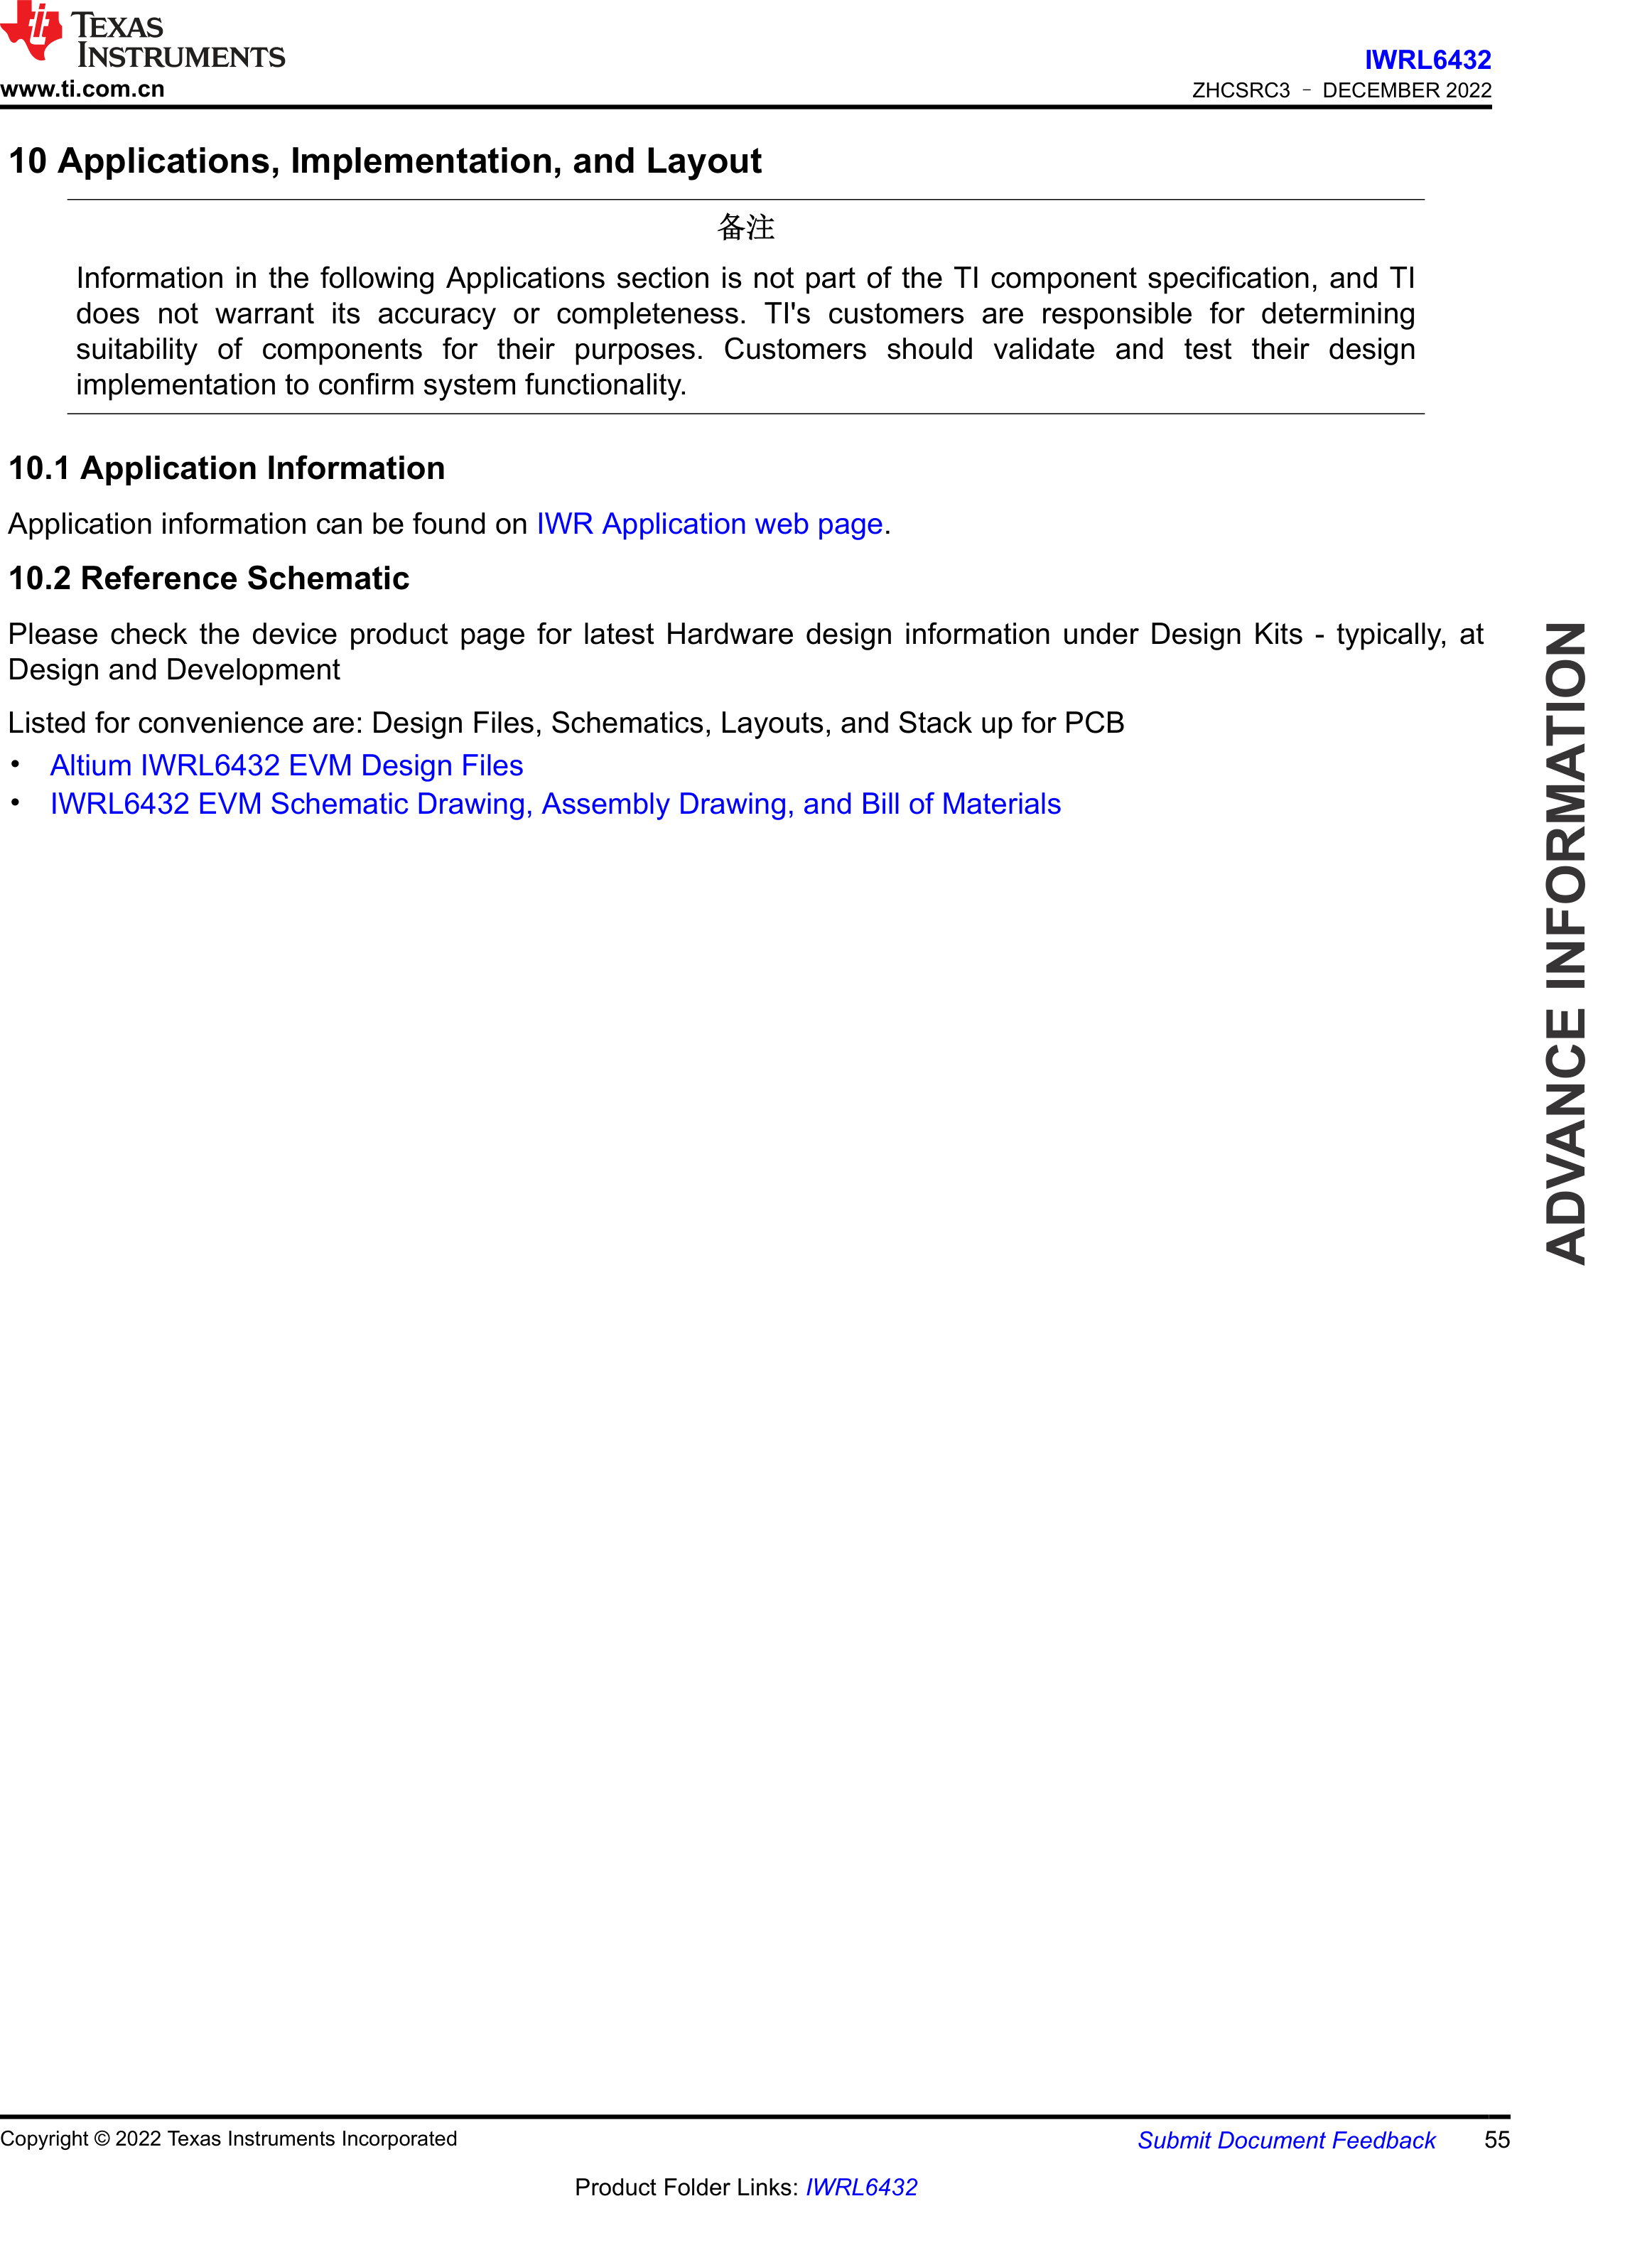 TEXAS
INSTRUMENTS
www.ti.com.cn
IWRL6432
ZHCSRC3 – DECEMBER 2022
10 Applications, Implementation, and Layout
备注
Information in the following Applications section is not part of the TI component specification, and TI
does not warrant its accuracy or completeness. TI's customers are responsible for determining
suitability of components for their purposes. Customers should validate and test their design
implementation to confirm system functionality.
10.1 Application Information
Application information can be found on IWR Application web page.
10.2 Reference Schematic
Please check the device product page for latest Hardware design information under Design Kits - typically, at
Design and Development
Listed for convenience are: Design Files, Schematics, Layouts, and Stack up for PCB
• Altium IWRL6432 EVM Design Files
• IWRL6432 EVM Schematic Drawing, Assembly Drawing, and Bill of Materials
ADVANCE INFORMATION
Copyright © 2022 Texas Instruments Incorporated
Submit Document Feedback 55
Product Folder Links: IWRL6432